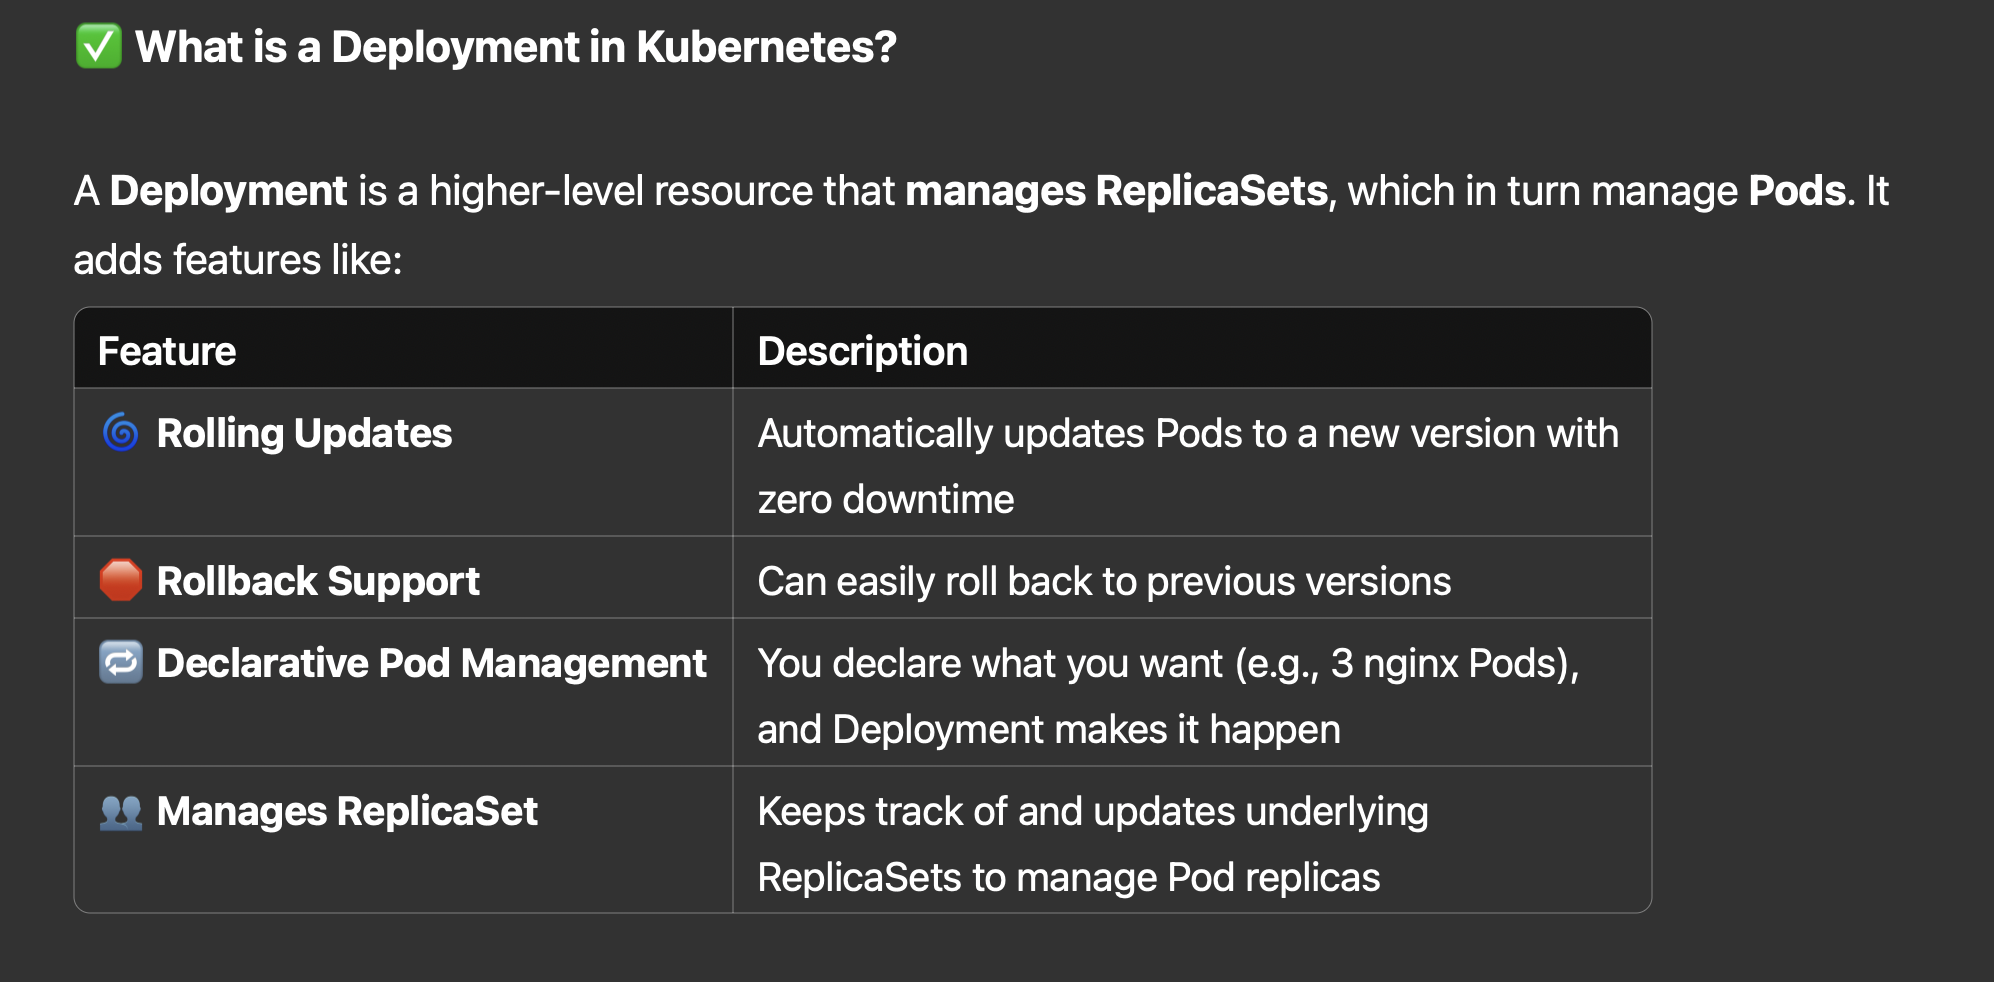 ✅ What is a Deployment in Kubernetes?
A Deployment is a higher-level resource that manages ReplicaSets, which in turn manage Pods. It
adds features like:
Feature Description
🌀 Rolling Updates Automatically updates Pods to a new version with
zero downtime
🛑 Rollback Support Can easily roll back to previous versions
🔁 Declarative Pod Management You declare what you want (e.g., 3 nginx Pods),
and Deployment makes it happen
👥 Manages ReplicaSet Keeps track of and updates underlying
ReplicaSets to manage Pod replicas